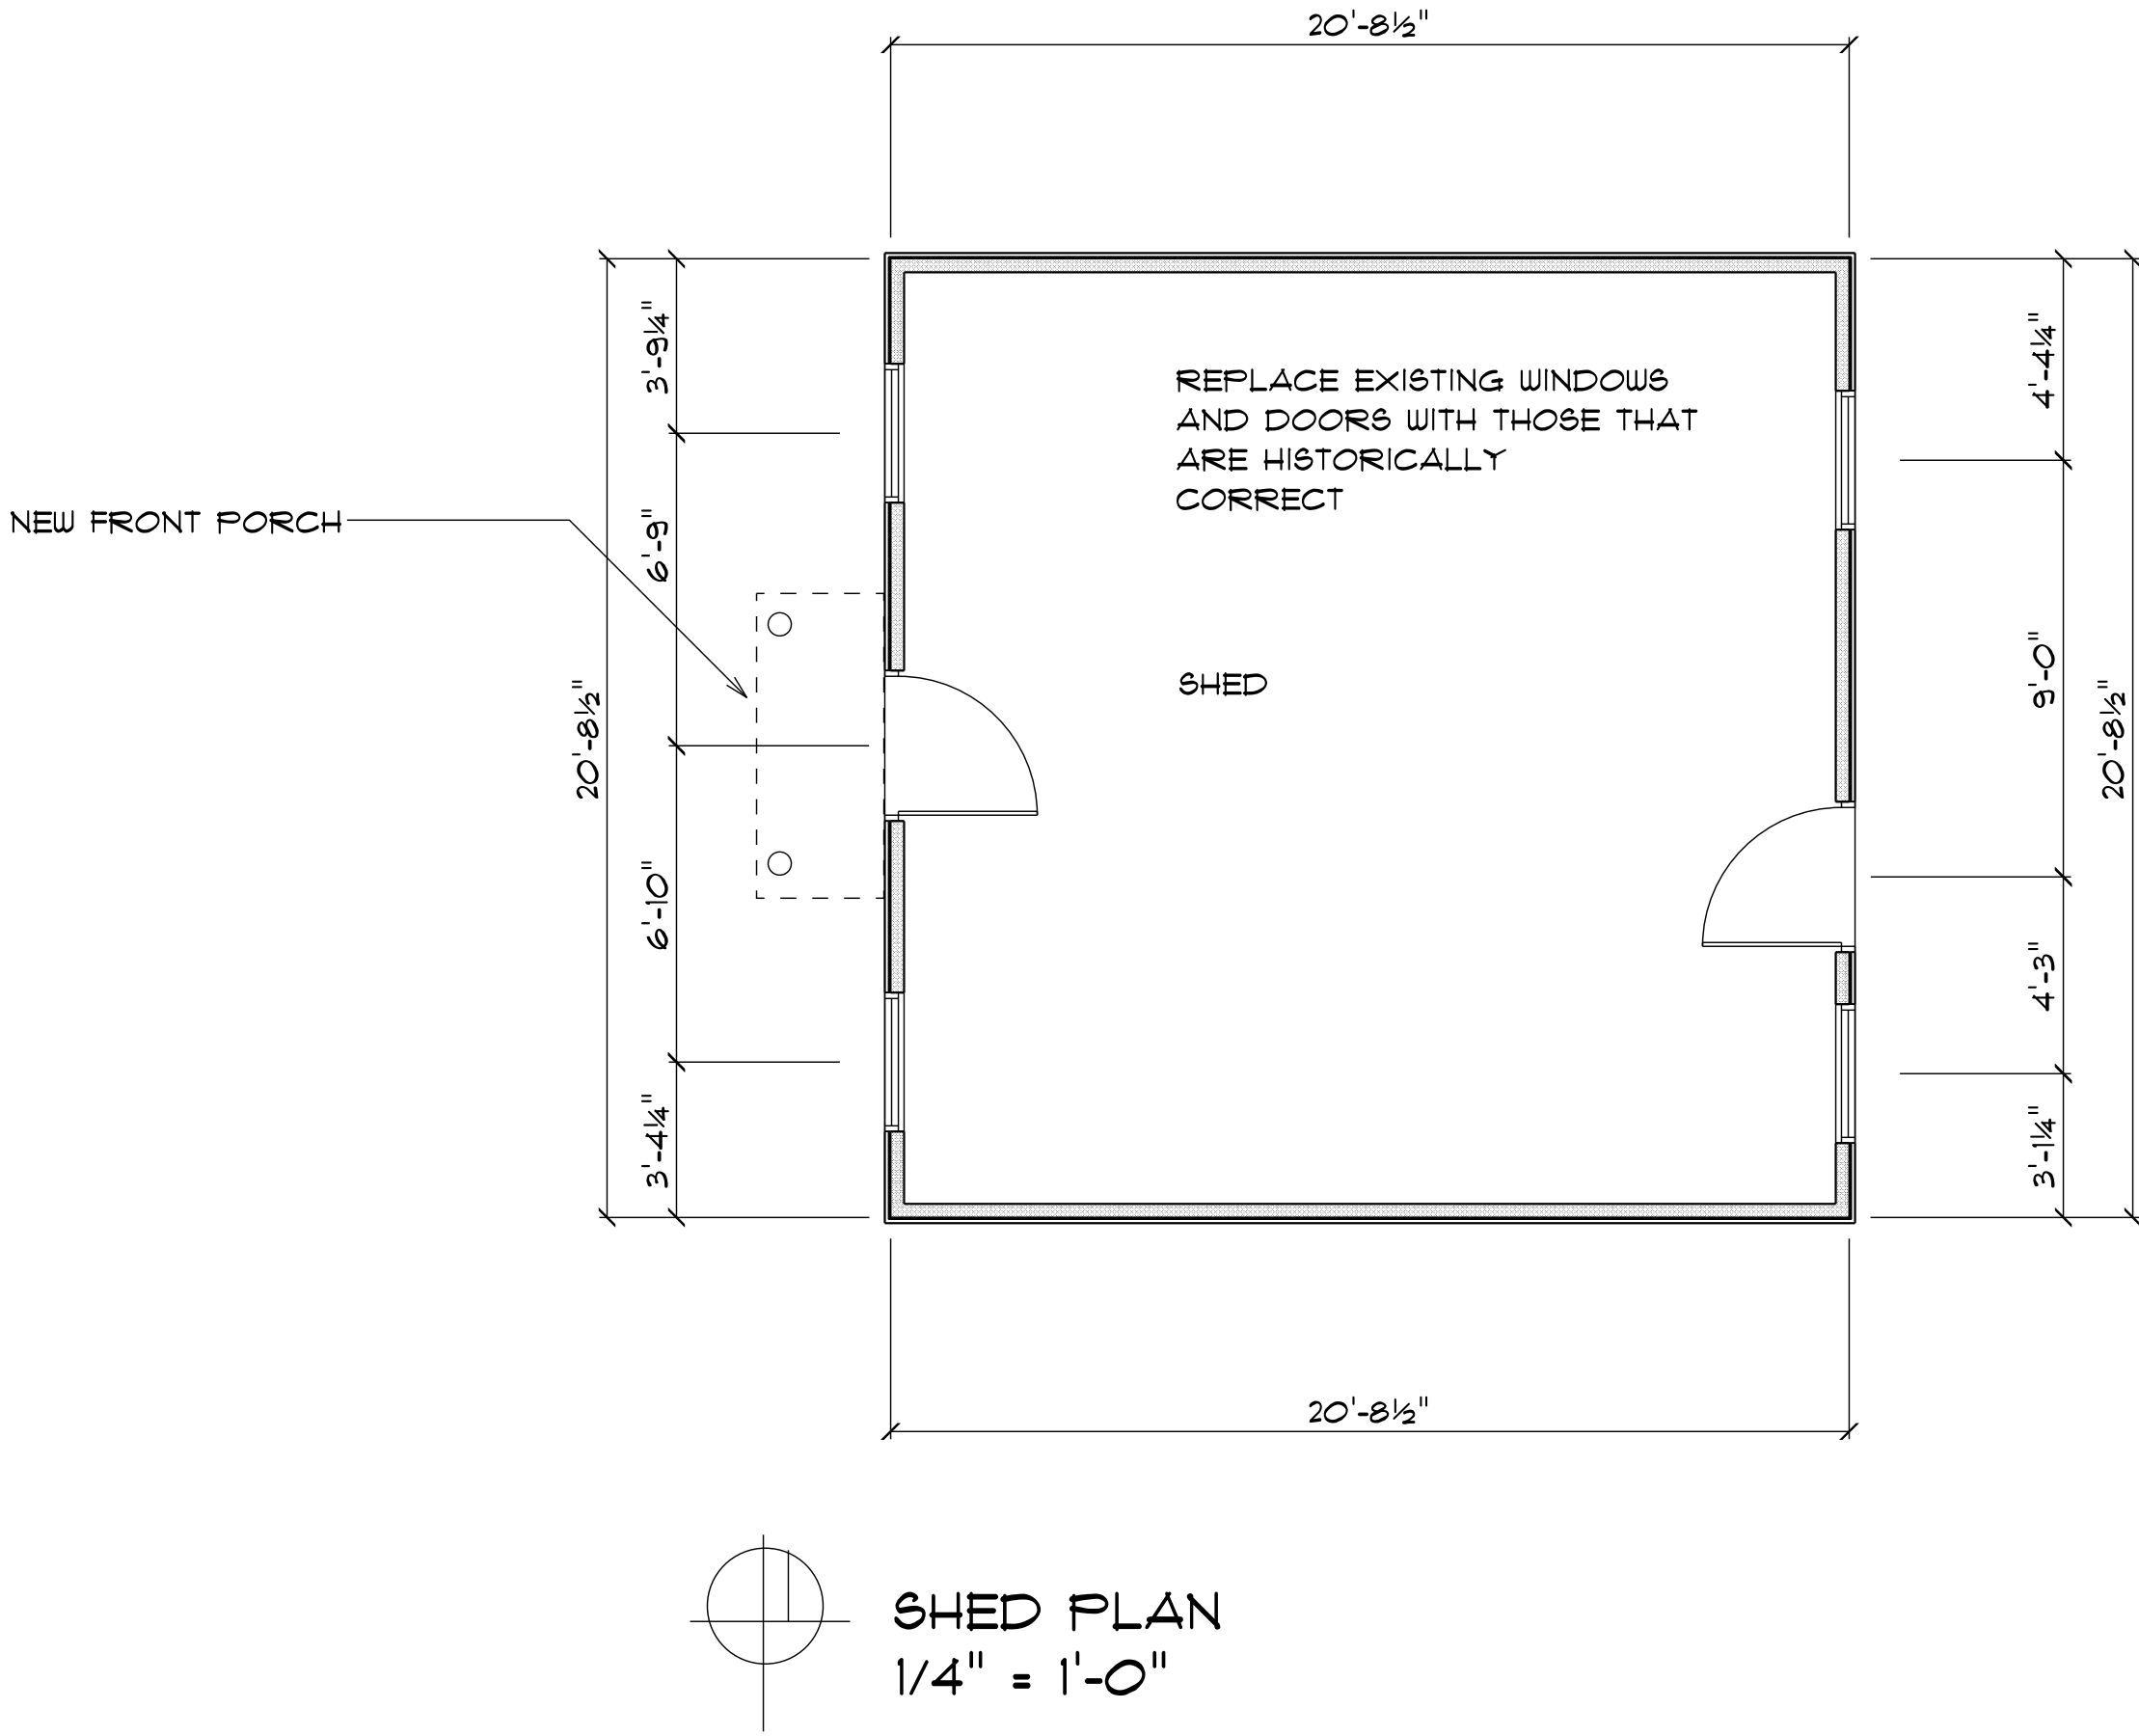 20'-8½"
3'-9¼"
4'-4¼"
REPLACE EXISTING WINDOWS
AND DOORS WITH THOSE THAT
ARE HISTORICALLY
CORRECT
NEW FRONT PORCH
6'-9"
9'-0"
SHED
20'-8½"
20'-8½"
6'-10"
4'-3"
3'-4¼"
3'-1¼"
20'-8½"
SHED PLAN
1/4" = 1'-0"